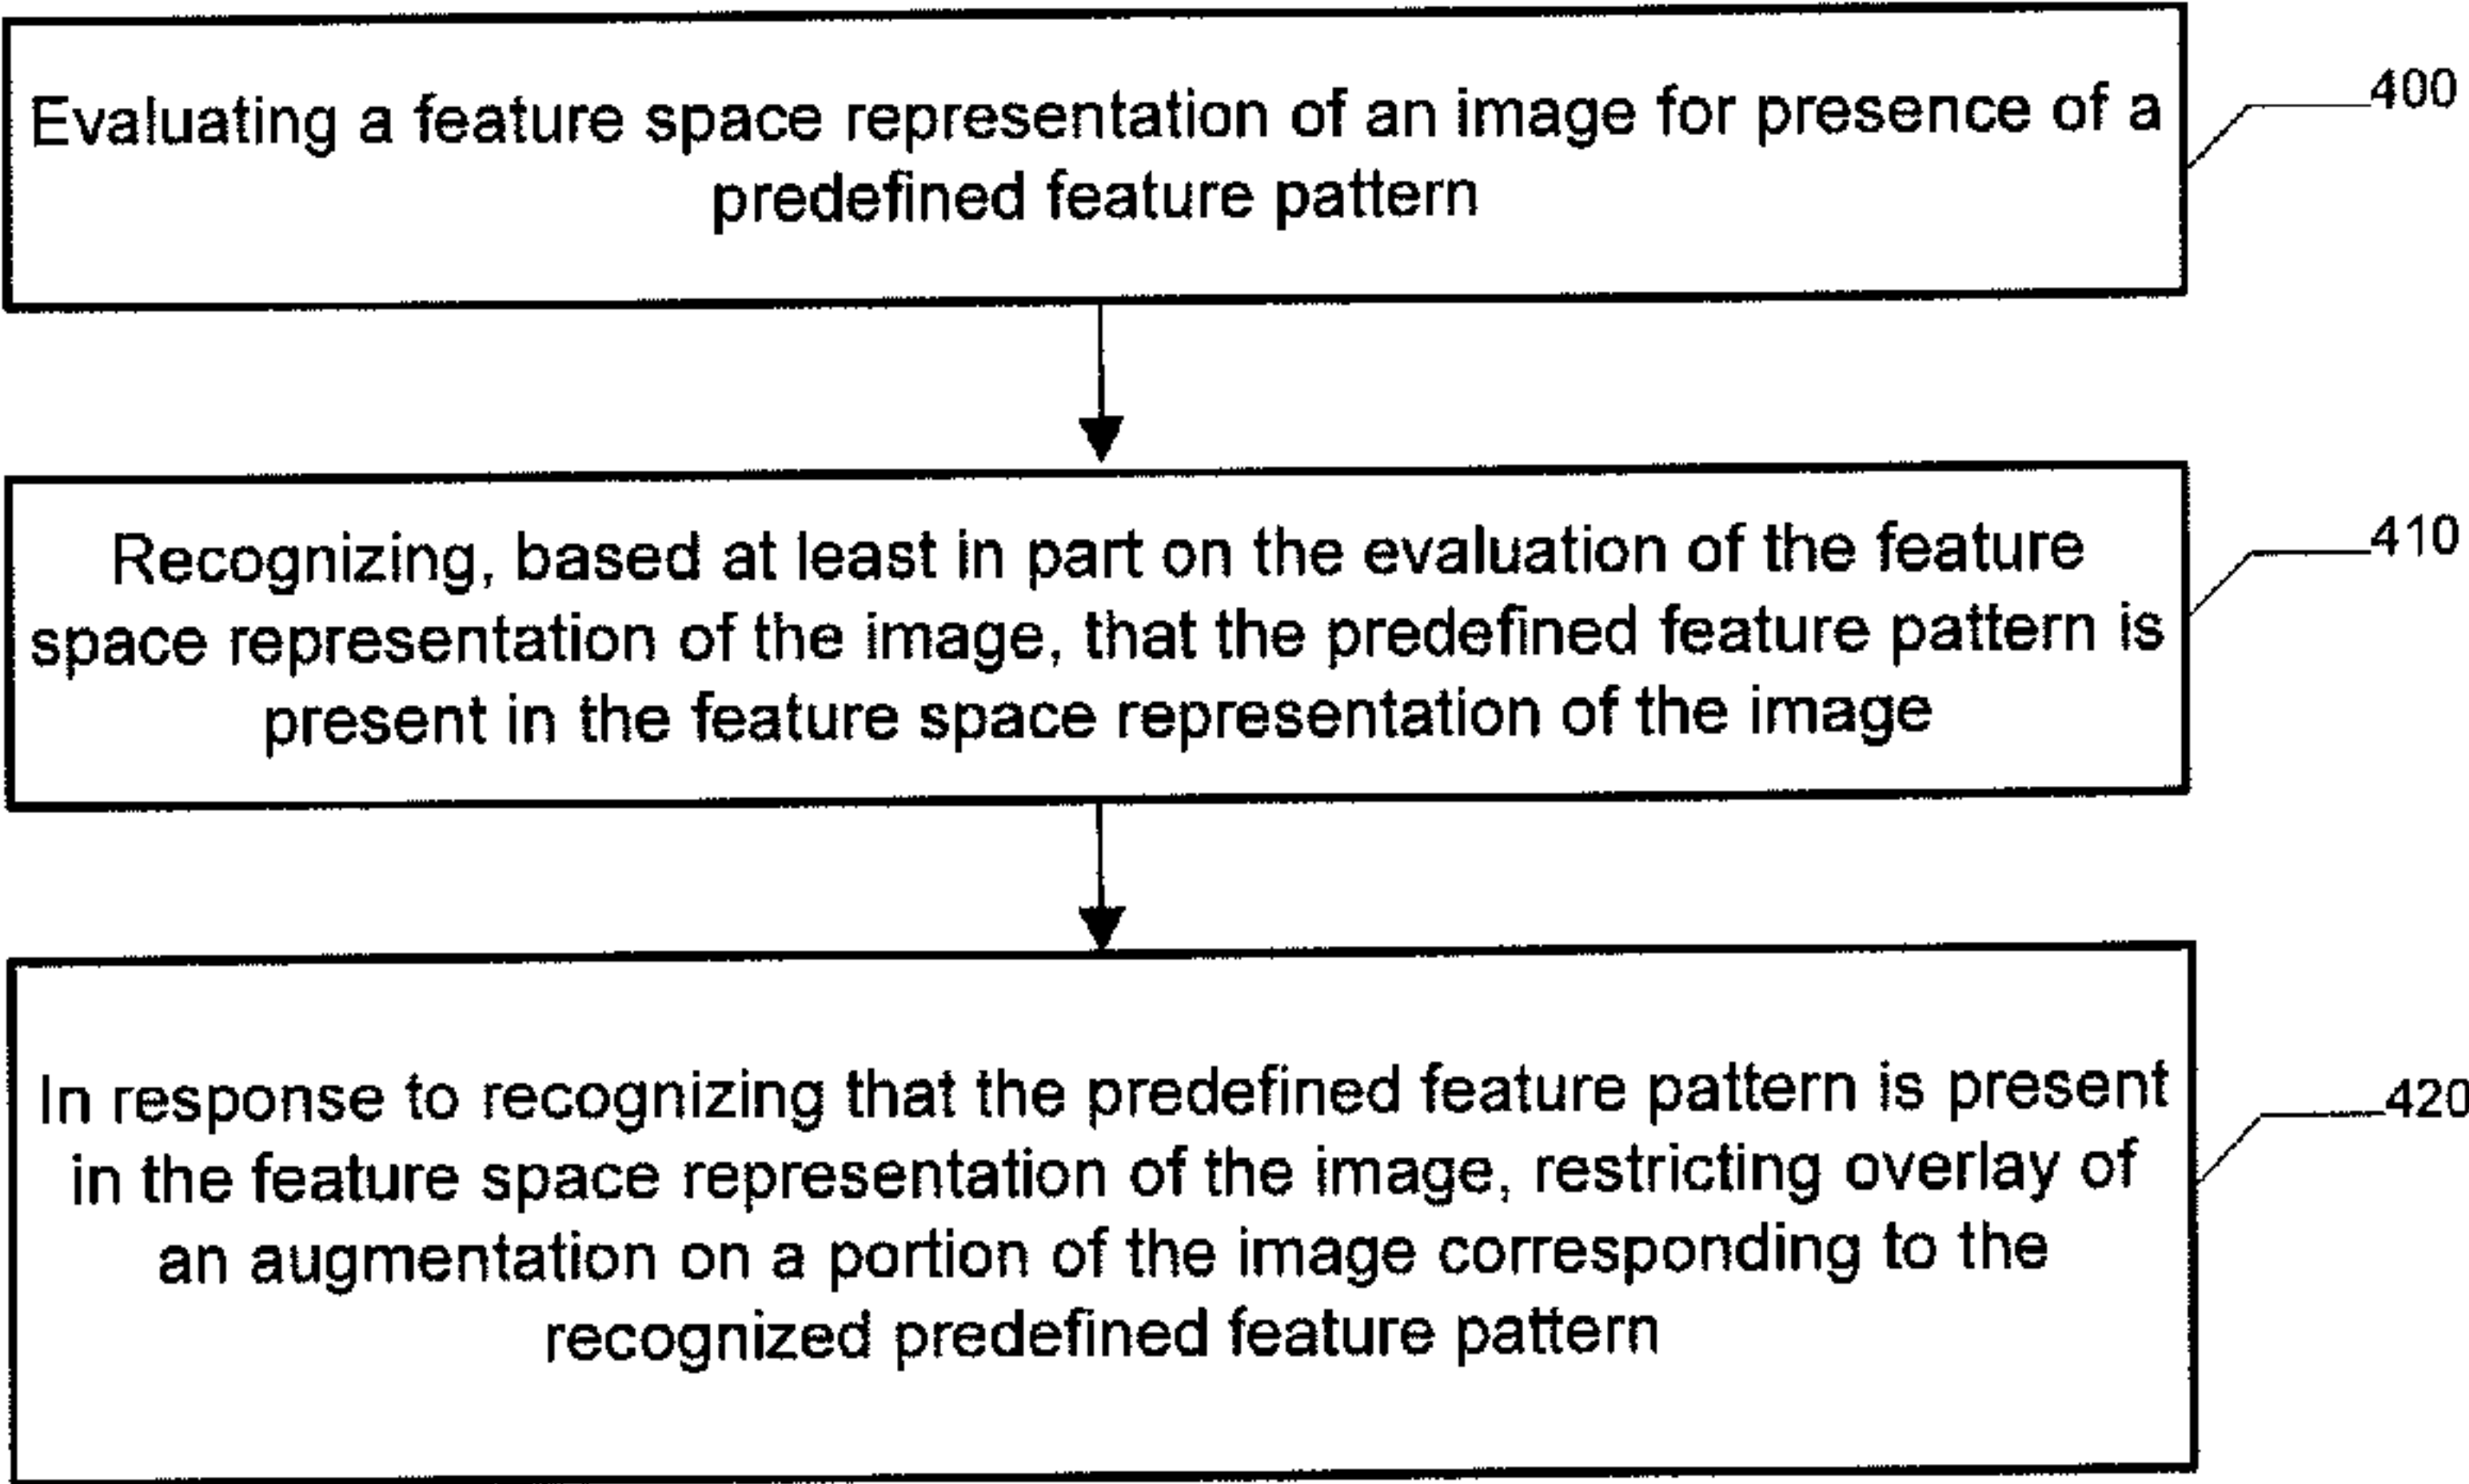 Evaluating a feature space representation of an image for presence of a
predefined feature pattern
400
Recognizing, based at least in part on the evaluation of the feature
space representation of the image, that the predefined feature pattern is
present in the feature space representation of the image
410
In response to recognizing that the predefined feature pattern is present
in the feature space representation of the image, restricting overlay of
an augmentation on a portion of the image corresponding to the
recognized predefined feature pattern
420